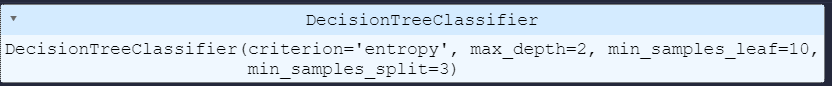 DecisionTreeClassifier
DecisionTreeClassifier(criterion='entropy', max_depth=2, min_samples_leaf=10,
min_samples_split=3)